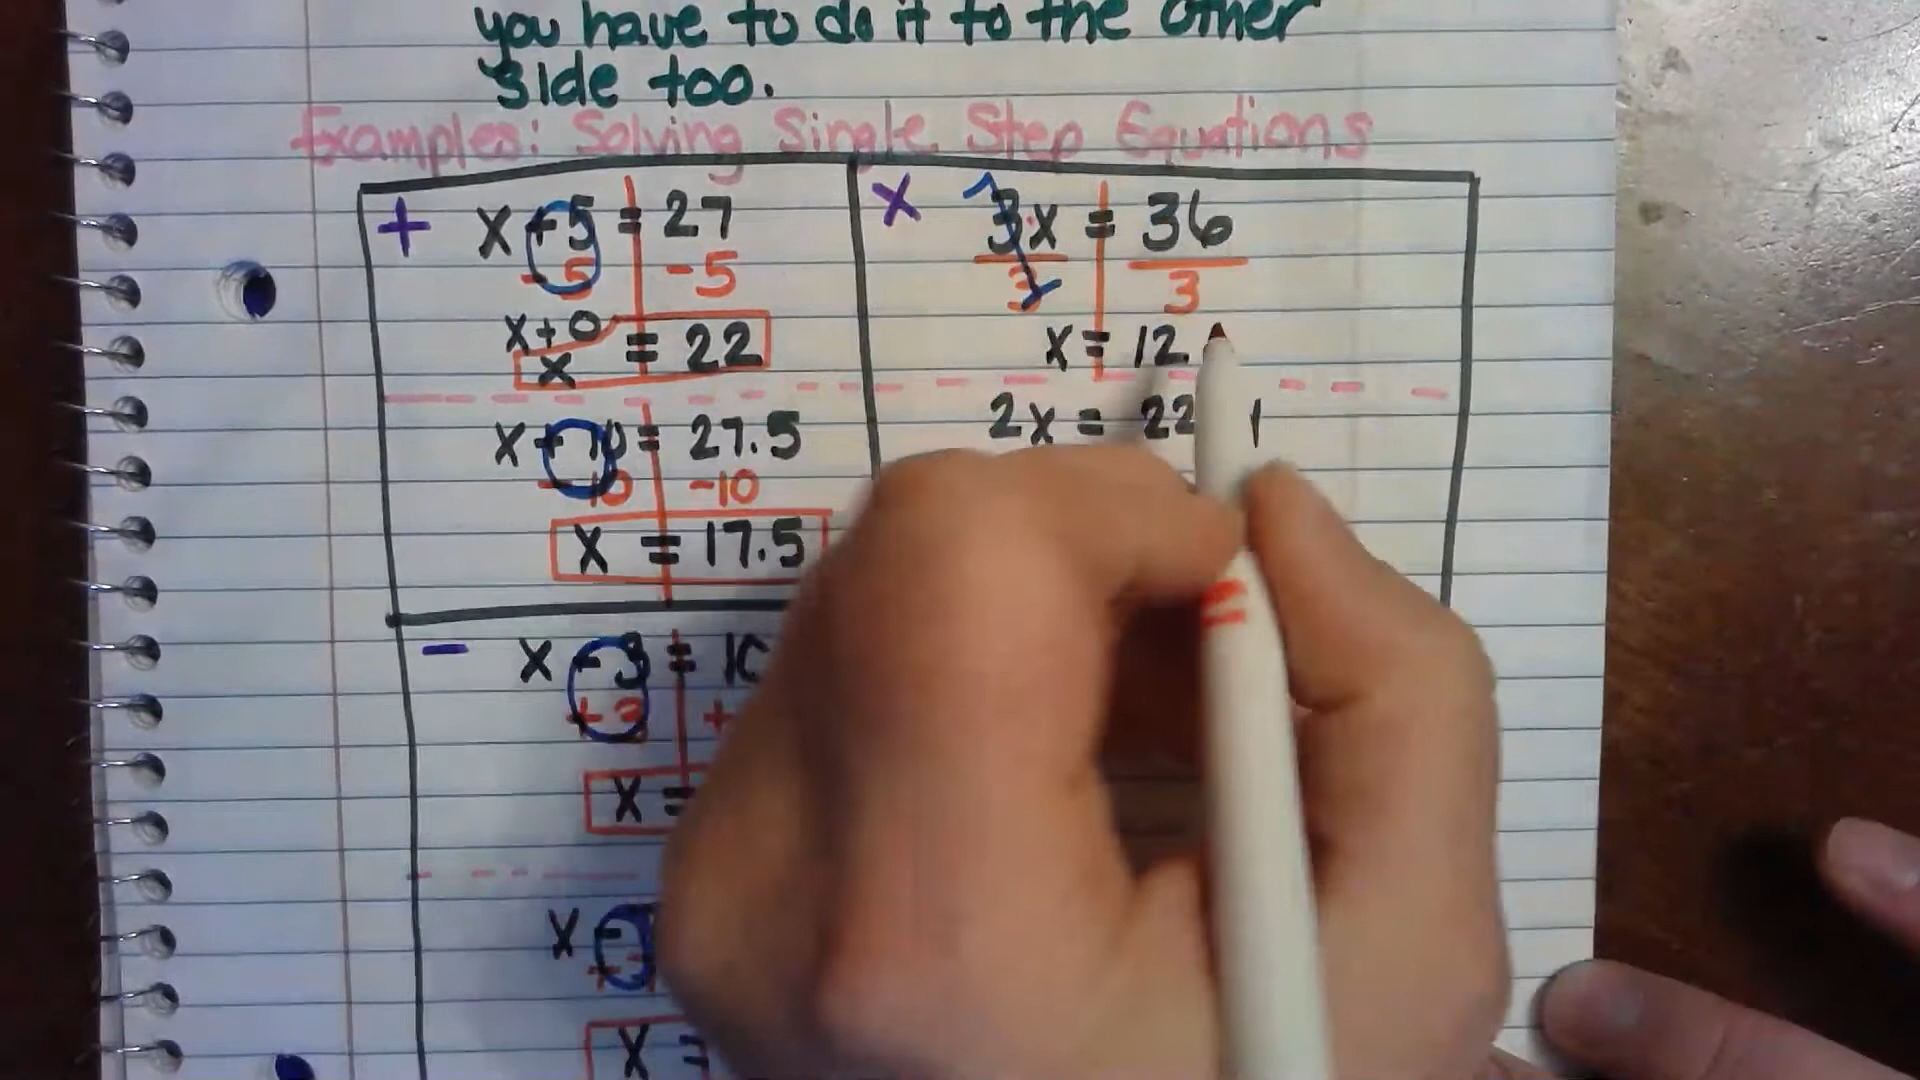 you have to do it to the other
side too.
Examples: Solving Single Step Equations
+ x + 5 = 27
- 5 -5
x + 0
x = 22
x + 10 = 27.5
- 10 -10
x = 17.5
x 3x = 36
3 3
x = 12
2x = 22
- x - 3 =
+ 3 +
x =
x -
+
x =